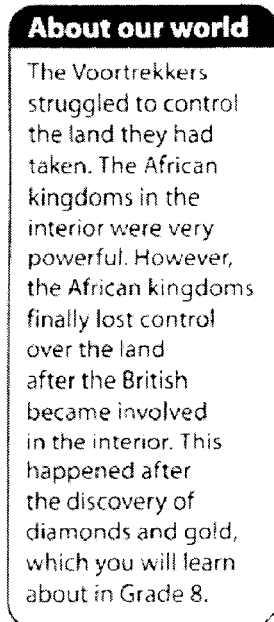 About our world
The Voortrekkers
struggled to control
the land they had
taken. The African
kingdoms in the
interior were very
powerful. However,
the African kingdoms
finally lost control
over the land
after the British
became involved
in the interior. This
happened after
the discovery of
diamonds and gold,
which you will learn
about in Grade 8.